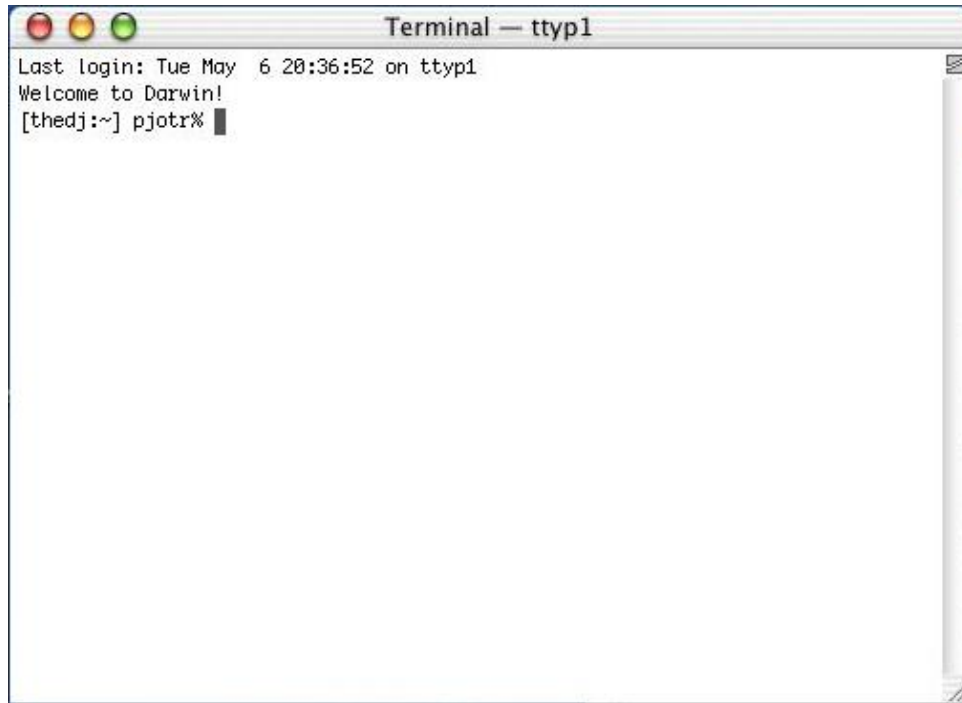 Terminal — ttyp1
Last login: Tue May  6 20:36:52 on ttyp1
Welcome to Darwin!
[thedj:~] pjotr%